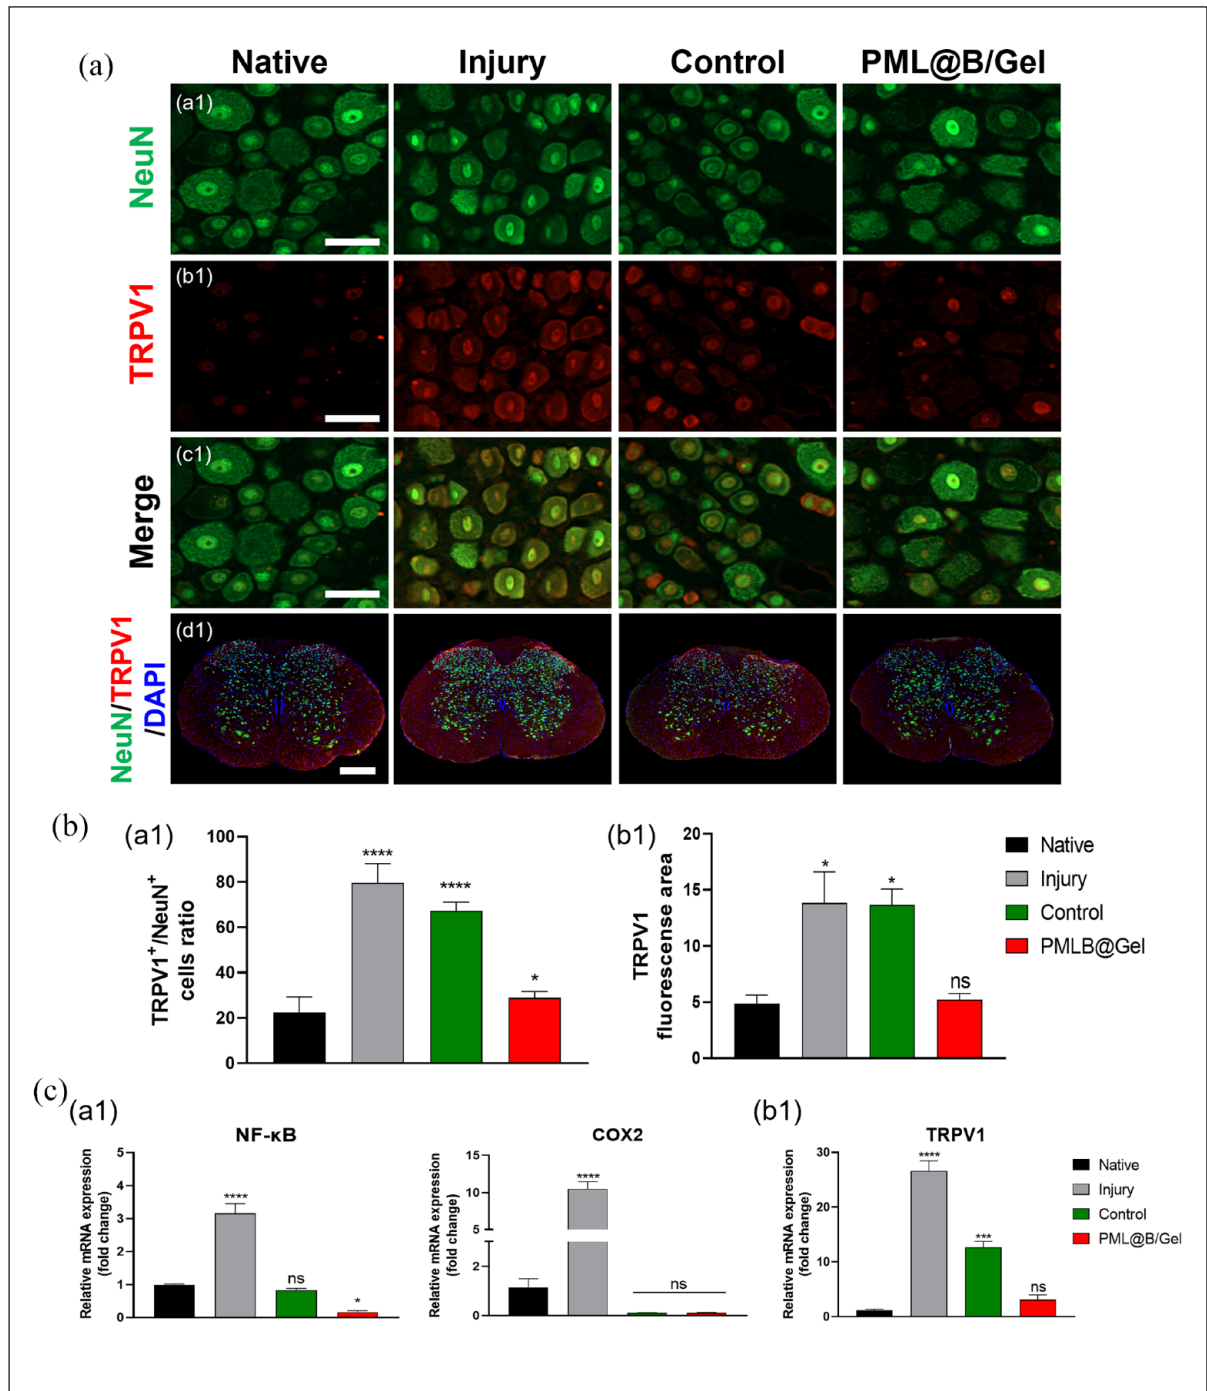 (a)
Native Injury Control PML@B/Gel
NeuN
(a1)
TRPV1
(b1)
Merge
(c1)
NeuN/TRPV1
/DAPI
(d1)
(b)
(a1)
TRPV1+/NeuN+
cells ratio
100
80
60
40
20
0
****
****
*
(b1)
TRPV1
fluorescense area
20
15
10
5
0
*
*
ns
Native
Injury
Control
PMLB@Gel
(c)
(a1)
NF-κB
Relative mRNA expression
(fold change)
5
4
3
2
1
0
****
ns
*
COX2
Relative mRNA expression
(fold change)
15
10
5
2
0
****
ns
(b1)
TRPV1
Relative mRNA expression
(fold change)
30
20
10
0
****
***
ns
Native
Injury
Control
PML@B/Gel